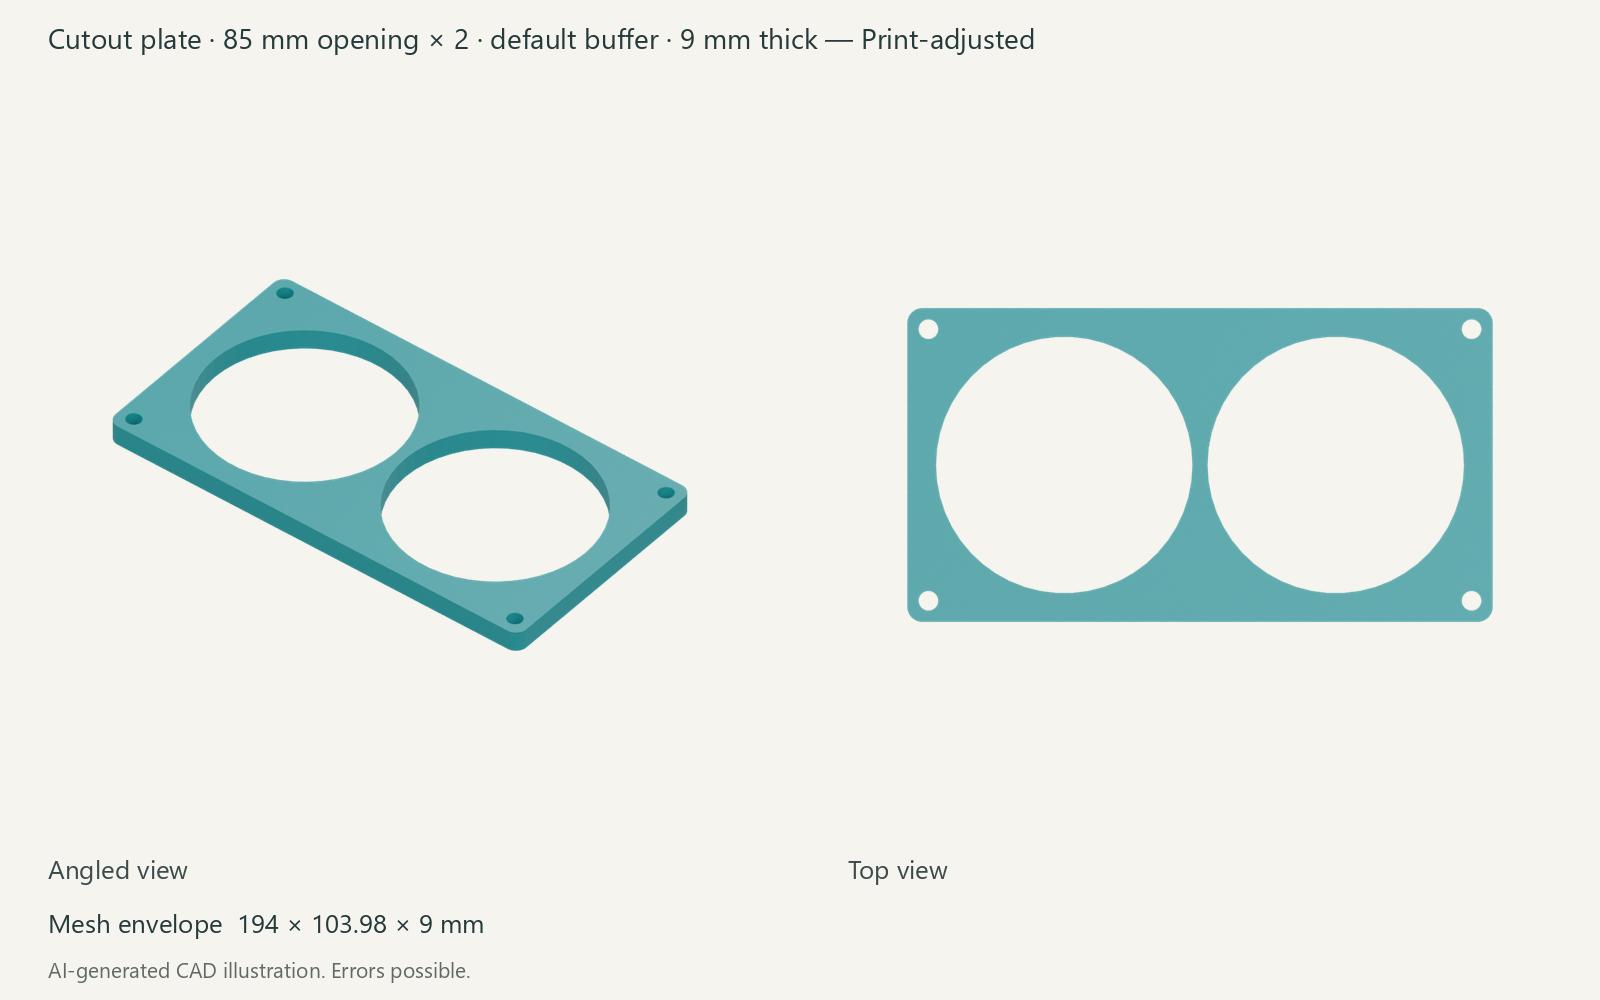 Cutout plate · 85 mm opening × 2 · default buffer · 9 mm thick — Print-adjusted
Angled view
Top view
Mesh envelope 194 × 103.98 × 9 mm
AI-generated CAD illustration. Errors possible.